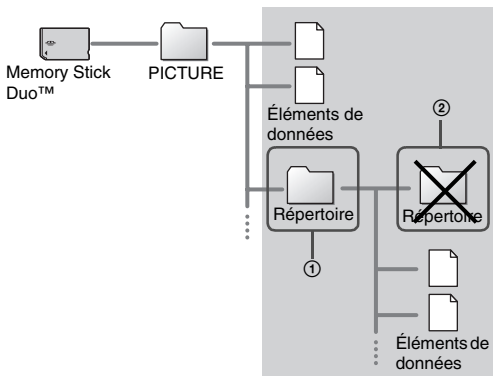 Memory Stick
Duo™
PICTURE
Éléments de
données
②
Répertoire
Répertoire
①
Éléments de
données